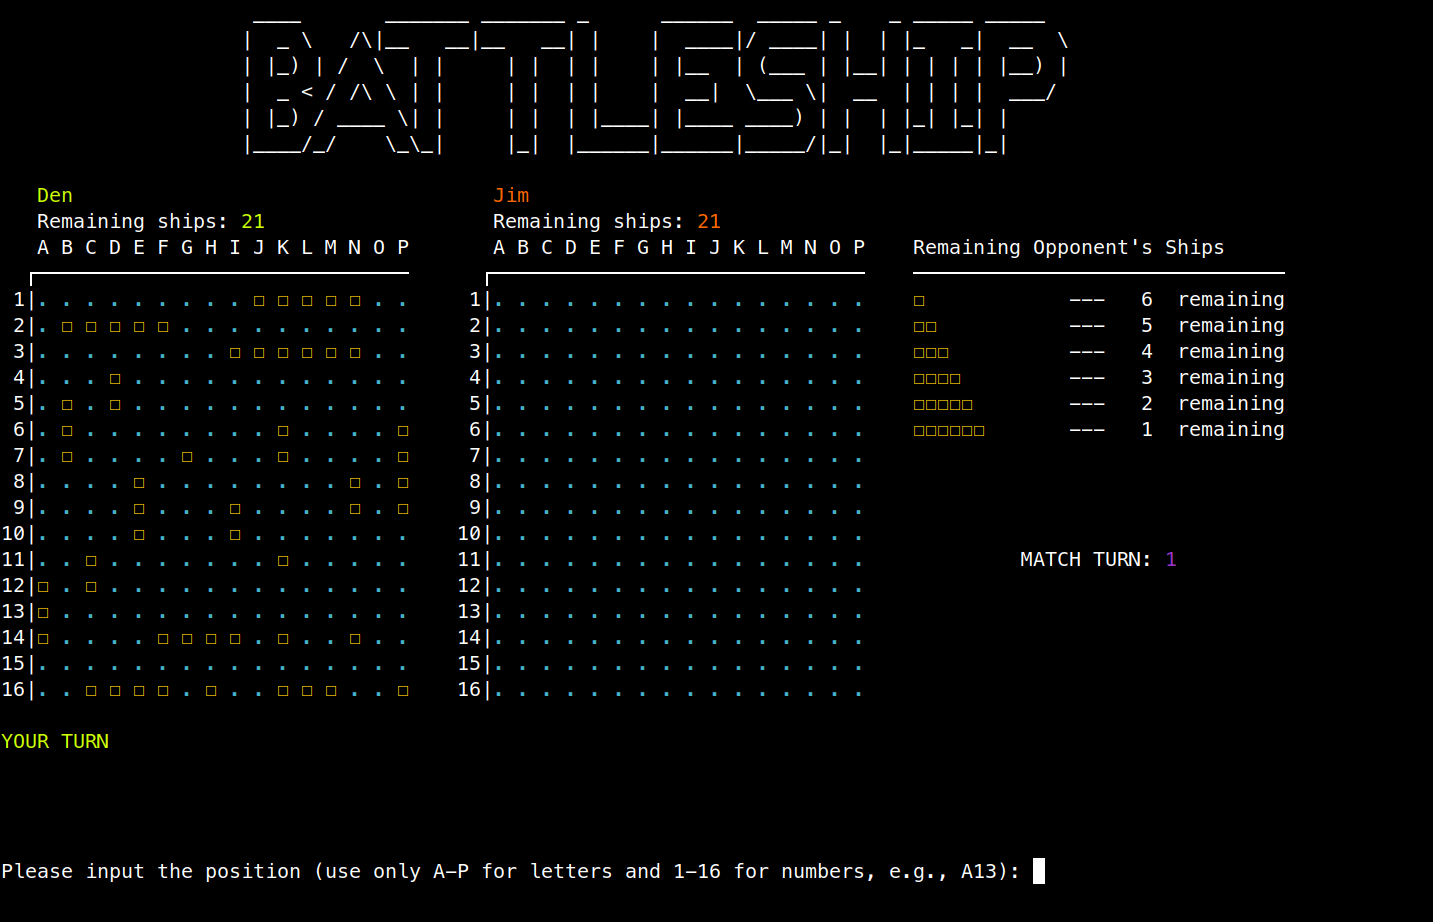 BATTLESHIP
Den Jim
Remaining ships: 21 Remaining ships: 21
A B C D E F G H I J K L M N O P A B C D E F G H I J K L M N O P Remaining Opponent's Ships
1|. . . . . . . . . □ □ □ □ □ . . 1|. . . . . . . . . . . . . . . . □ --- 6 remaining
2|. □ □ □ □ □ . . . . . . . . . . 2|. . . . . . . . . . . . . . . . □□ --- 5 remaining
3|. . . . . . . . □ □ □ □ □ □ . . 3|. . . . . . . . . . . . . . . . □□□ --- 4 remaining
4|. . . □ . . . . . . . . . . . . 4|. . . . . . . . . . . . . . . . □□□□ --- 3 remaining
5|. □ . □ . . . . . . . . . . . . 5|. . . . . . . . . . . . . . . . □□□□□ --- 2 remaining
6|. □ . . . . . . . . □ . . . . □ 6|. . . . . . . . . . . . . . . . □□□□□□ --- 1 remaining
7|. □ . . . . □ . . . □ . . . . □ 7|. . . . . . . . . . . . . . . .
8|. . . . □ . . . . . . . . □ . □ 8|. . . . . . . . . . . . . . . .
9|. . . . □ . . . □ . . . . □ . □ 9|. . . . . . . . . . . . . . . .
10|. . . . □ . . . □ . . . . . . . 10|. . . . . . . . . . . . . . . .
11|. . □ . . . . . . . □ . . . . . 11|. . . . . . . . . . . . . . . . MATCH TURN: 1
12|□ . □ . . . . . . . . . . . . . 12|. . . . . . . . . . . . . . . .
13|□ . . . . . . . . . . . . . . . 13|. . . . . . . . . . . . . . . .
14|□ . . . . □ □ □ □ . □ . . □ . . 14|. . . . . . . . . . . . . . . .
15|. . . . . . . . . . . . . . . . 15|. . . . . . . . . . . . . . . .
16|. . □ □ □ □ . □ . . □ □ □ . . □ 16|. . . . . . . . . . . . . . . .
YOUR TURN
Please input the position (use only A-P for letters and 1-16 for numbers, e.g., A13):